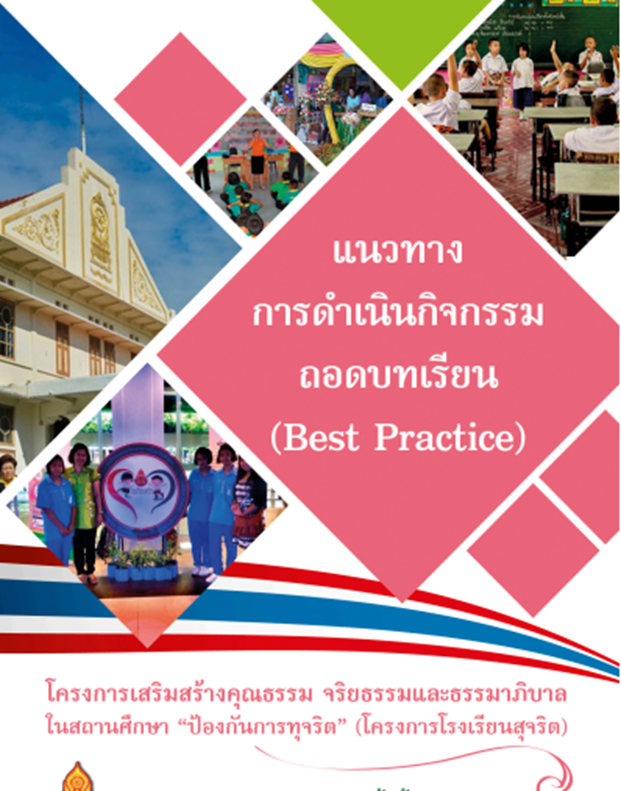 แนวทาง
การดำเนินกิจกรรม
ถอดบทเรียน
(Best Practice)
โครงการเสริมสร้างคุณธรรม จริยธรรมและธรรมาภิบาล
ในสถานศึกษา “ป้องกันการทุจริต” (โครงการโรงเรียนสุจริต)